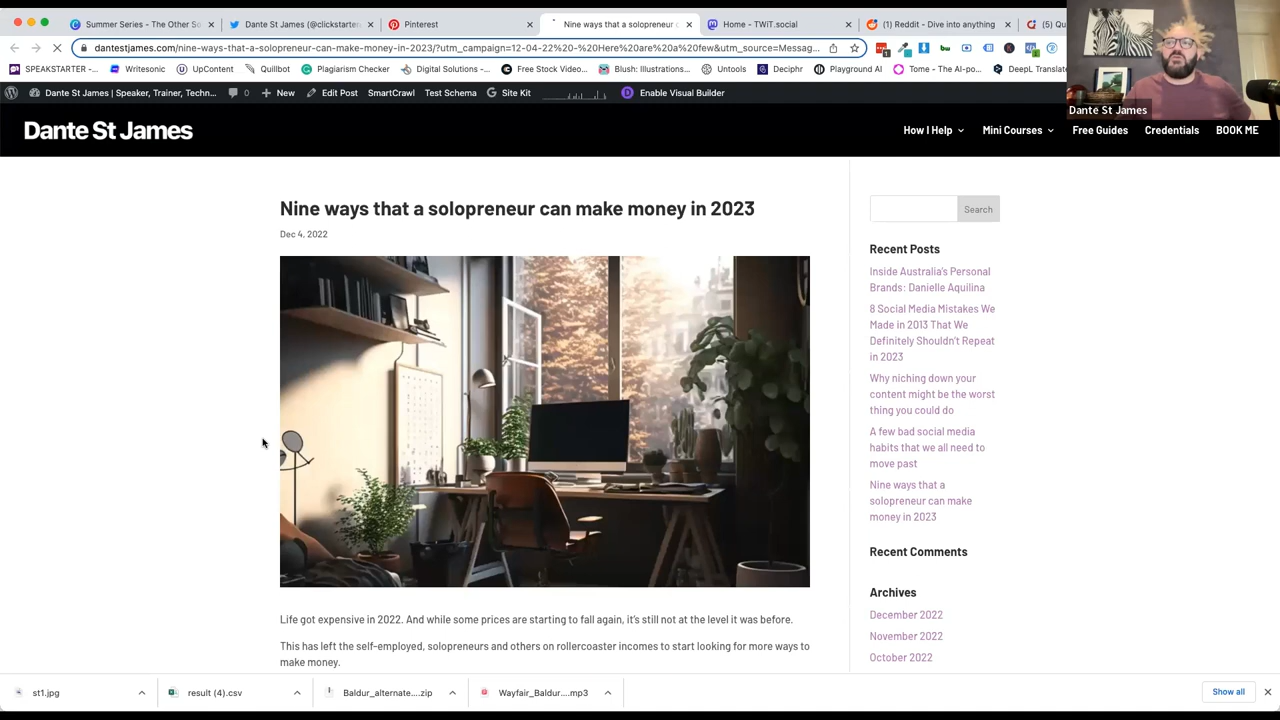 Summer Series - The Other So
Dante St James (@clickstarter
Pinterest
Nine ways that a solopreneur c
Home - TWiT.social
(1) Reddit - Dive into anything
(5) Qu
dantestjames.com/nine-ways-that-a-solopreneur-can-make-money-in-2023/?utm_campaign=12-04-22%20-%20Here%20are%20a%20few&utm_source=Messag...
SPEAKSTARTER -...
Writesonic
UpContent
Quillbot
Plagiarism Checker
Digital Solutions -...
Free Stock Video...
Blush: Illustrations...
Untools
Deciphr
Playground AI
Tome - The AI-po...
DeepL Translate
Dante St James | Speaker, Trainer, Techn...
0
New
Edit Post
SmartCrawl
Test Schema
Site Kit
Enable Visual Builder
Dante St James
Dante St James
How I Help
Mini Courses
Free Guides
Credentials
BOOK ME
Nine ways that a solopreneur can make money in 2023
Dec 4, 2022
Life got expensive in 2022. And while some prices are starting to fall again, it's still not at the level it was before.
This has left the self-employed, solopreneurs and others on rollercoaster incomes to start looking for more ways to
make money.
Search
Recent Posts
Inside Australia's Personal
Brands: Danielle Aquilina
8 Social Media Mistakes We
Made in 2013 That We
Definitely Shouldn't Repeat
in 2023
Why niching down your
content might be the worst
thing you could do
A few bad social media
habits that we all need to
move past
Nine ways that a
solopreneur can make
money in 2023
Recent Comments
Archives
December 2022
November 2022
October 2022
st1.jpg
result (4).csv
Baldur_alternate....zip
Wayfair_Baldur....mp3
Show all